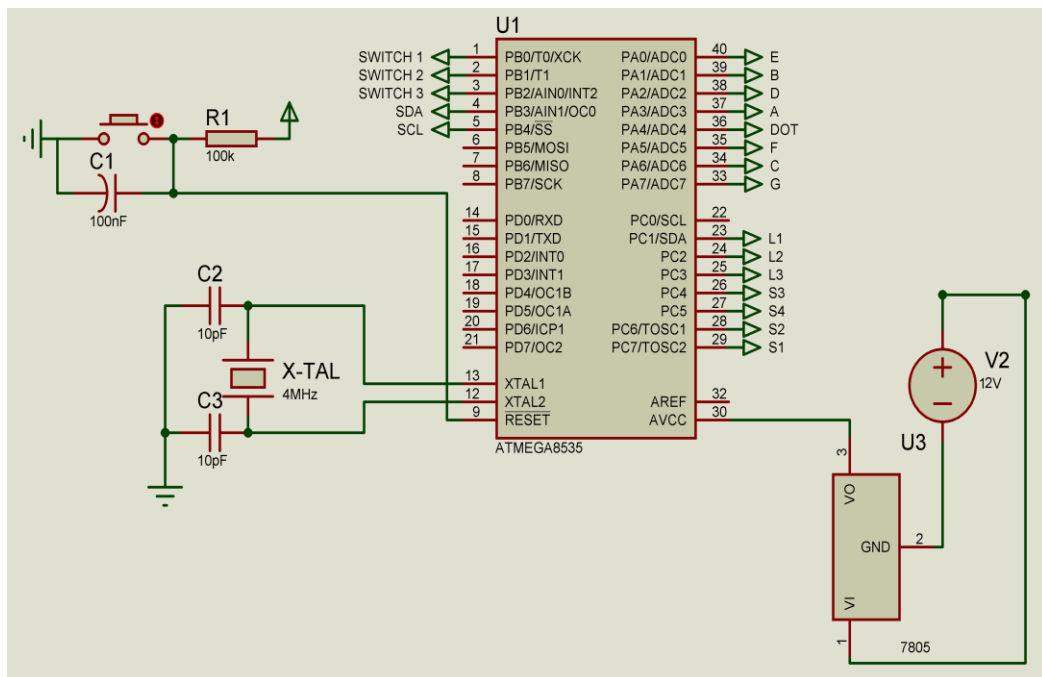 U1
SWITCH 1 1 PB0/T0/XCK PA0/ADC0 40 E
SWITCH 2 2 PB1/T1 PA1/ADC1 39 B
SWITCH 3 3 PB2/AIN0/INT2 PA2/ADC2 38 D
SDA 4 PB3/AIN1/OC0 PA3/ADC3 37 A
SCL 5 PB4/SS PA4/ADC4 36 DOT
6 PB5/MOSI PA5/ADC5 35 F
7 PB6/MISO PA6/ADC6 34 C
8 PB7/SCK PA7/ADC7 33 G
R1
100k
C1
100nF
14 PD0/RXD PC0/SCL 22
15 PD1/TXD PC1/SDA 23 L1
16 PD2/INT0 PC2 24 L2
17 PD3/INT1 PC3 25 L3
18 PD4/OC1B PC4 26 S3
19 PD5/OC1A PC5 27 S4
20 PD6/ICP1 PC6/TOSC1 28 S2
21 PD7/OC2 PC7/TOSC2 29 S1
C2
10pF
X-TAL
4MHz
C3
10pF
13 XTAL1
12 XTAL2 AREF 32
9 RESET AVCC 30
ATMEGA8535
V2
12V
U3
3
VO
GND 2
VI
1
7805